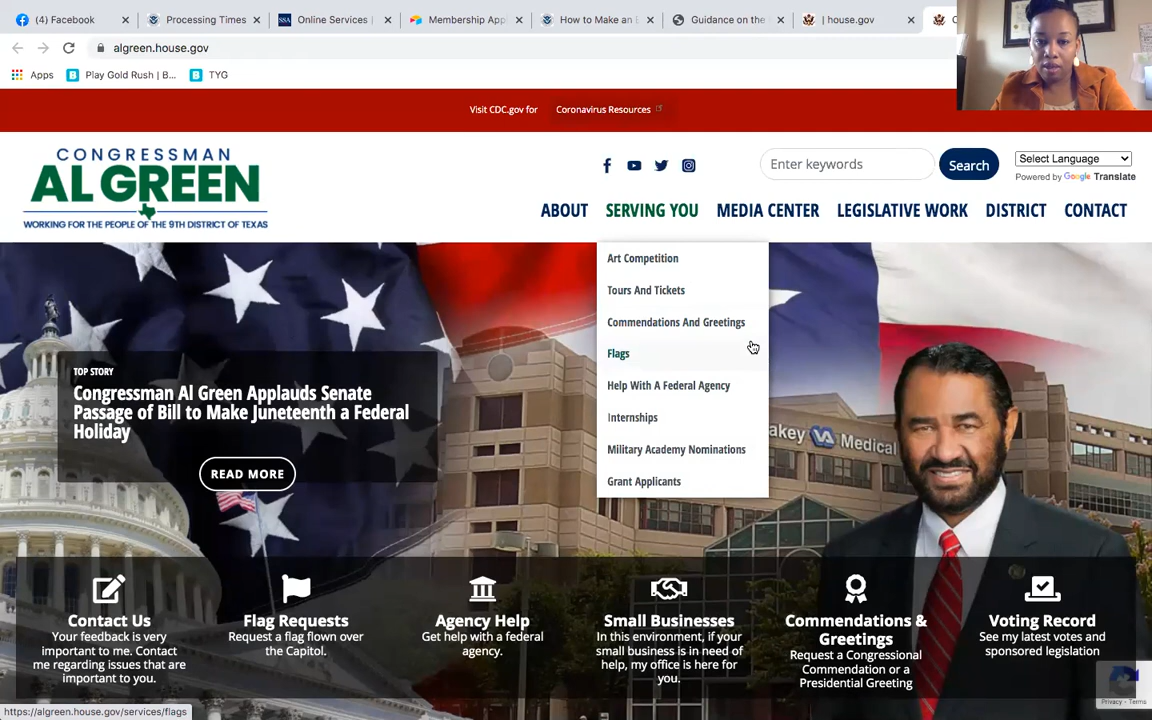 (4) Facebook
Processing Times
Online Services |
Membership Appl
How to Make an
Guidance on the
| house.gov
algreen.house.gov
Apps
Play Gold Rush | B...
TYG
Visit CDC.gov for
Coronavirus Resources
CONGRESSMAN
AL GREEN
WORKING FOR THE PEOPLE OF THE 9TH DISTRICT OF TEXAS
Enter keywords
Search
Select Language
Powered by Google Translate
ABOUT
SERVING YOU
MEDIA CENTER
LEGISLATIVE WORK
DISTRICT
CONTACT
Art Competition
Tours And Tickets
Commendations And Greetings
Flags
Help With A Federal Agency
Internships
Military Academy Nominations
Grant Applicants
TOP STORY
Congressman Al Green Applauds Senate
Passage of Bill to Make Juneteenth a Federal
Holiday
READ MORE
akey VA Medical
Contact Us
Your feedback is very
important to me. Contact
me regarding issues that are
important to you.
Flag Requests
Request a flag flown over
the Capitol.
Agency Help
Get help with a federal
agency.
Small Businesses
In this environment, if your
small business is in need of
help, my office is here for
you.
Commendations &
Greetings
Request a Congressional
Commendation or a
Presidential Greeting
Voting Record
See my latest votes and
sponsored legislation
Privacy - Terms
https://algreen.house.gov/services/flags